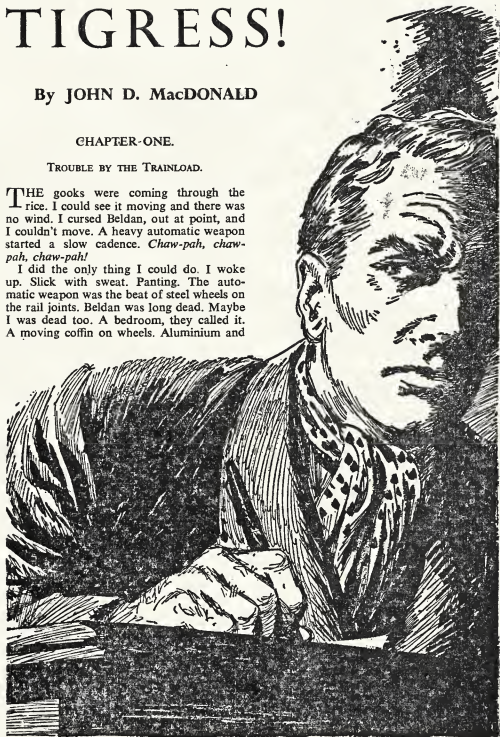 TIGRESS!
By JOHN D. MacDONALD
CHAPTER-ONE.
TROUBLE BY THE TRAINLOAD.
THE gooks were coming through the
rice. I could see it moving and there was
no wind. I cursed Beldan, out at point, and
I couldn't move. A heavy automatic weapon
started a slow cadence. Chaw-pah, chaw-
pah, chaw-pah!
I did the only thing I could do. I woke
up. Slick with sweat. Panting. The auto-
matic weapon was the beat of steel wheels on
the rail joints. Beldan was long dead. Maybe
I was dead too. A bedroom, they called it.
A moving coffin on wheels. Aluminium and